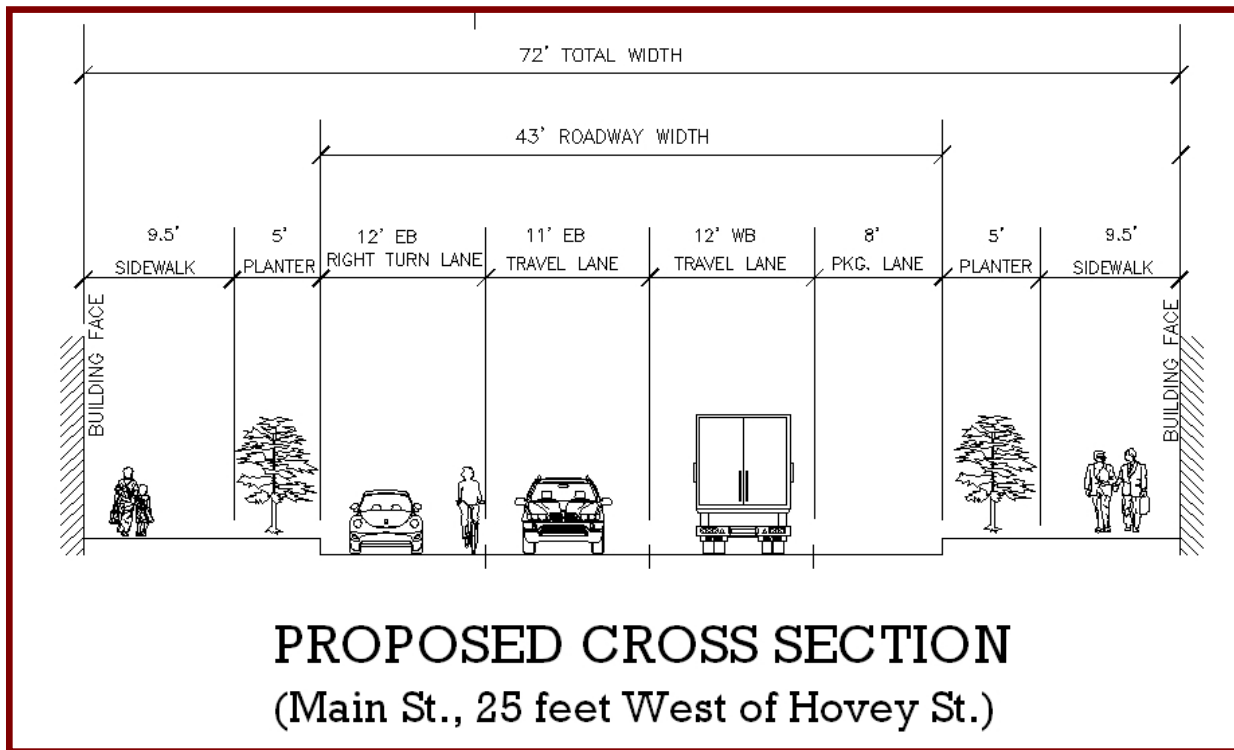 72' TOTAL WIDTH
43' ROADWAY WIDTH
9.5'
SIDEWALK
5'
PLANTER
12' EB
RIGHT TURN LANE
11' EB
TRAVEL LANE
12' WB
TRAVEL LANE
8'
PKG. LANE
5'
PLANTER
9.5'
SIDEWALK
BUILDING FACE
BUILDING FACE
PROPOSED CROSS SECTION
(Main St., 25 feet West of Hovey St.)